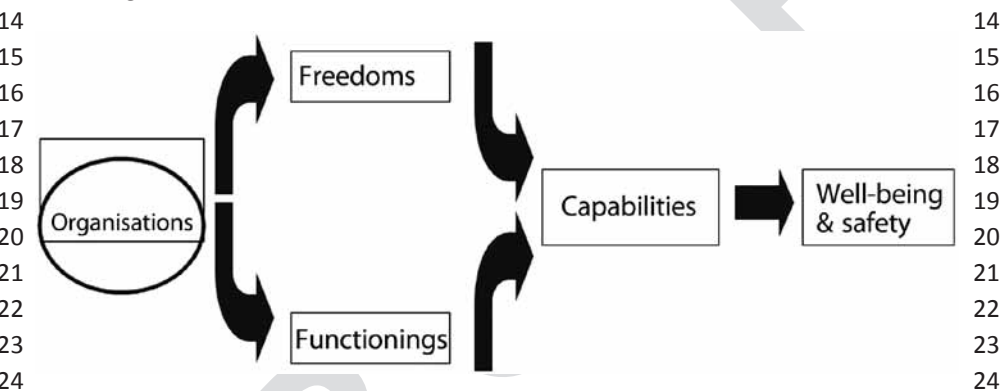 14 14
15 15
Freedoms
16 16
17 17
18 18
19 19
Organisations
Capabilities
Well-being
& safety
20 20
21 21
22 22
Functionings
23 23
24 24